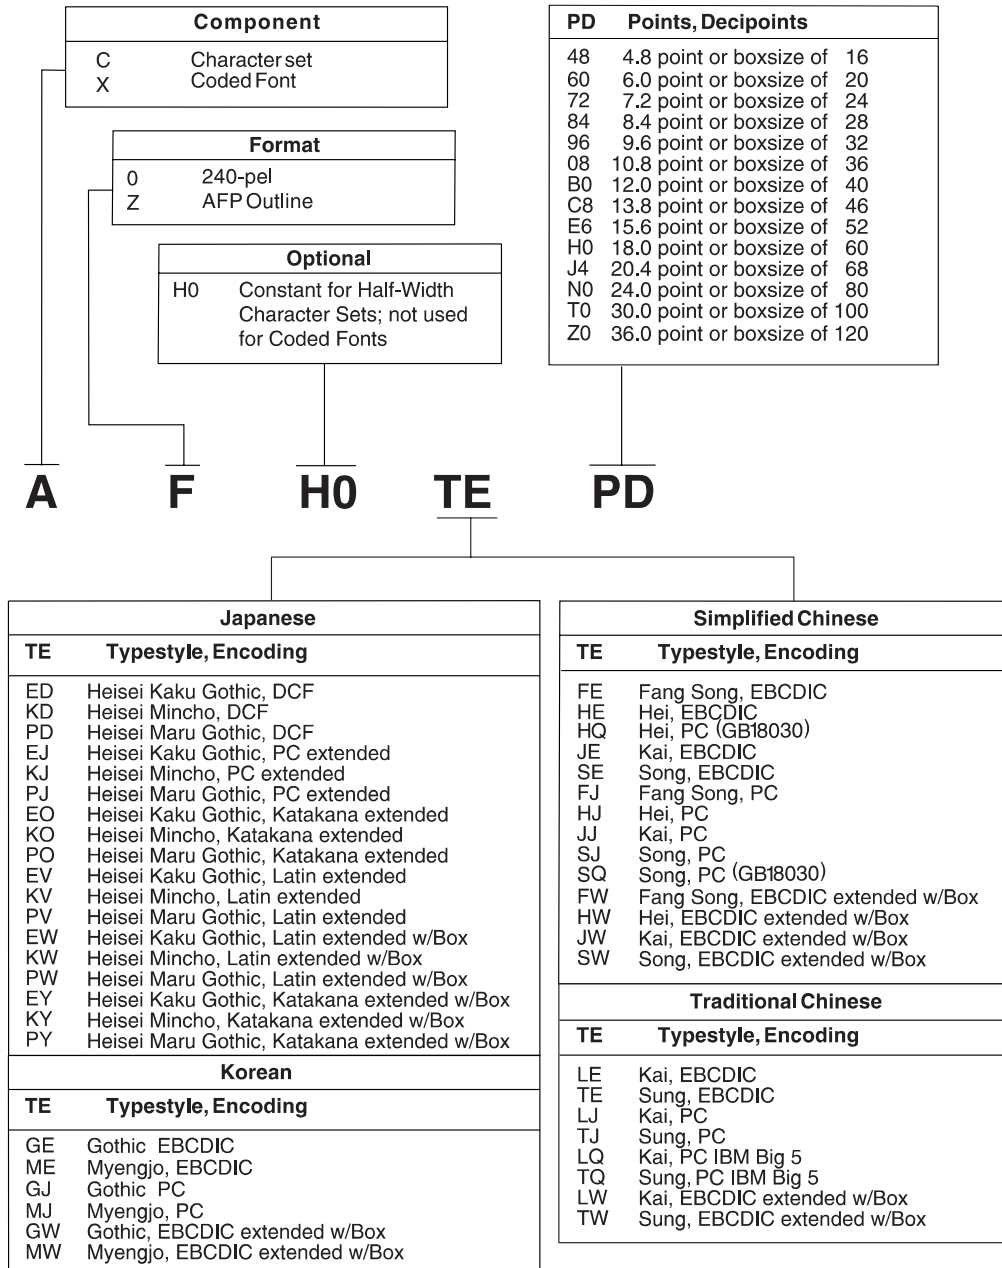 Component
C Character set
X Coded Font
Format
0 240-pel
Z AFP Outline
Optional
H0 Constant for Half-Width
Character Sets; not used
for Coded Fonts
PD Points, Decipoints
48 4.8 point or boxsize of 16
60 6.0 point or boxsize of 20
72 7.2 point or boxsize of 24
84 8.4 point or boxsize of 28
96 9.6 point or boxsize of 32
08 10.8 point or boxsize of 36
B0 12.0 point or boxsize of 40
C8 13.8 point or boxsize of 46
E6 15.6 point or boxsize of 52
H0 18.0 point or boxsize of 60
J4 20.4 point or boxsize of 68
N0 24.0 point or boxsize of 80
T0 30.0 point or boxsize of 100
Z0 36.0 point or boxsize of 120
A F H0 TE PD
Japanese
TE Typestyle, Encoding
ED Heisei Kaku Gothic, DCF
KD Heisei Mincho, DCF
PD Heisei Maru Gothic, DCF
EJ Heisei Kaku Gothic, PC extended
KJ Heisei Mincho, PC extended
PJ Heisei Maru Gothic, PC extended
EO Heisei Kaku Gothic, Katakana extended
KO Heisei Mincho, Katakana extended
PO Heisei Maru Gothic, Katakana extended
EV Heisei Kaku Gothic, Latin extended
KV Heisei Mincho, Latin extended
PV Heisei Maru Gothic, Latin extended
EW Heisei Kaku Gothic, Latin extended w/Box
KW Heisei Mincho, Latin extended w/Box
PW Heisei Maru Gothic, Latin extended w/Box
EY Heisei Kaku Gothic, Katakana extended w/Box
KY Heisei Mincho, Katakana extended w/Box
PY Heisei Maru Gothic, Katakana extended w/Box
Korean
TE Typestyle, Encoding
GE Gothic EBCDIC
ME Myengjo, EBCDIC
GJ Gothic PC
MJ Myengjo, PC
GW Gothic, EBCDIC extended w/Box
MW Myengjo, EBCDIC extended w/Box
Simplified Chinese
TE Typestyle, Encoding
FE Fang Song, EBCDIC
HE Hei, EBCDIC
HQ Hei, PC (GB18030)
JE Kai, EBCDIC
SE Song, EBCDIC
FJ Fang Song, PC
HJ Hei, PC
JJ Kai, PC
SJ Song, PC
SQ Song, PC (GB18030)
FW Fang Song, EBCDIC extended w/Box
HW Hei, EBCDIC extended w/Box
JW Kai, EBCDIC extended w/Box
SW Song, EBCDIC extended w/Box
Traditional Chinese
TE Typestyle, Encoding
LE Kai, EBCDIC
TE Sung, EBCDIC
LJ Kai, PC
TJ Sung, PC
LQ Kai, PC IBM Big 5
TQ Sung, PC IBM Big 5
LW Kai, EBCDIC extended w/Box
TW Sung, EBCDIC extended w/Box